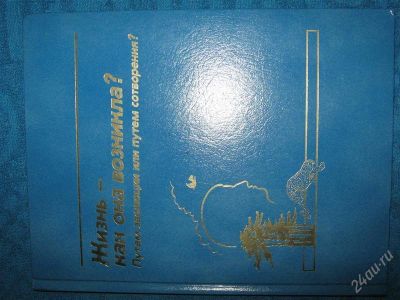 Жизнь –
как она возникла?
Путем эволюции или путем сотворения?
24au.ru